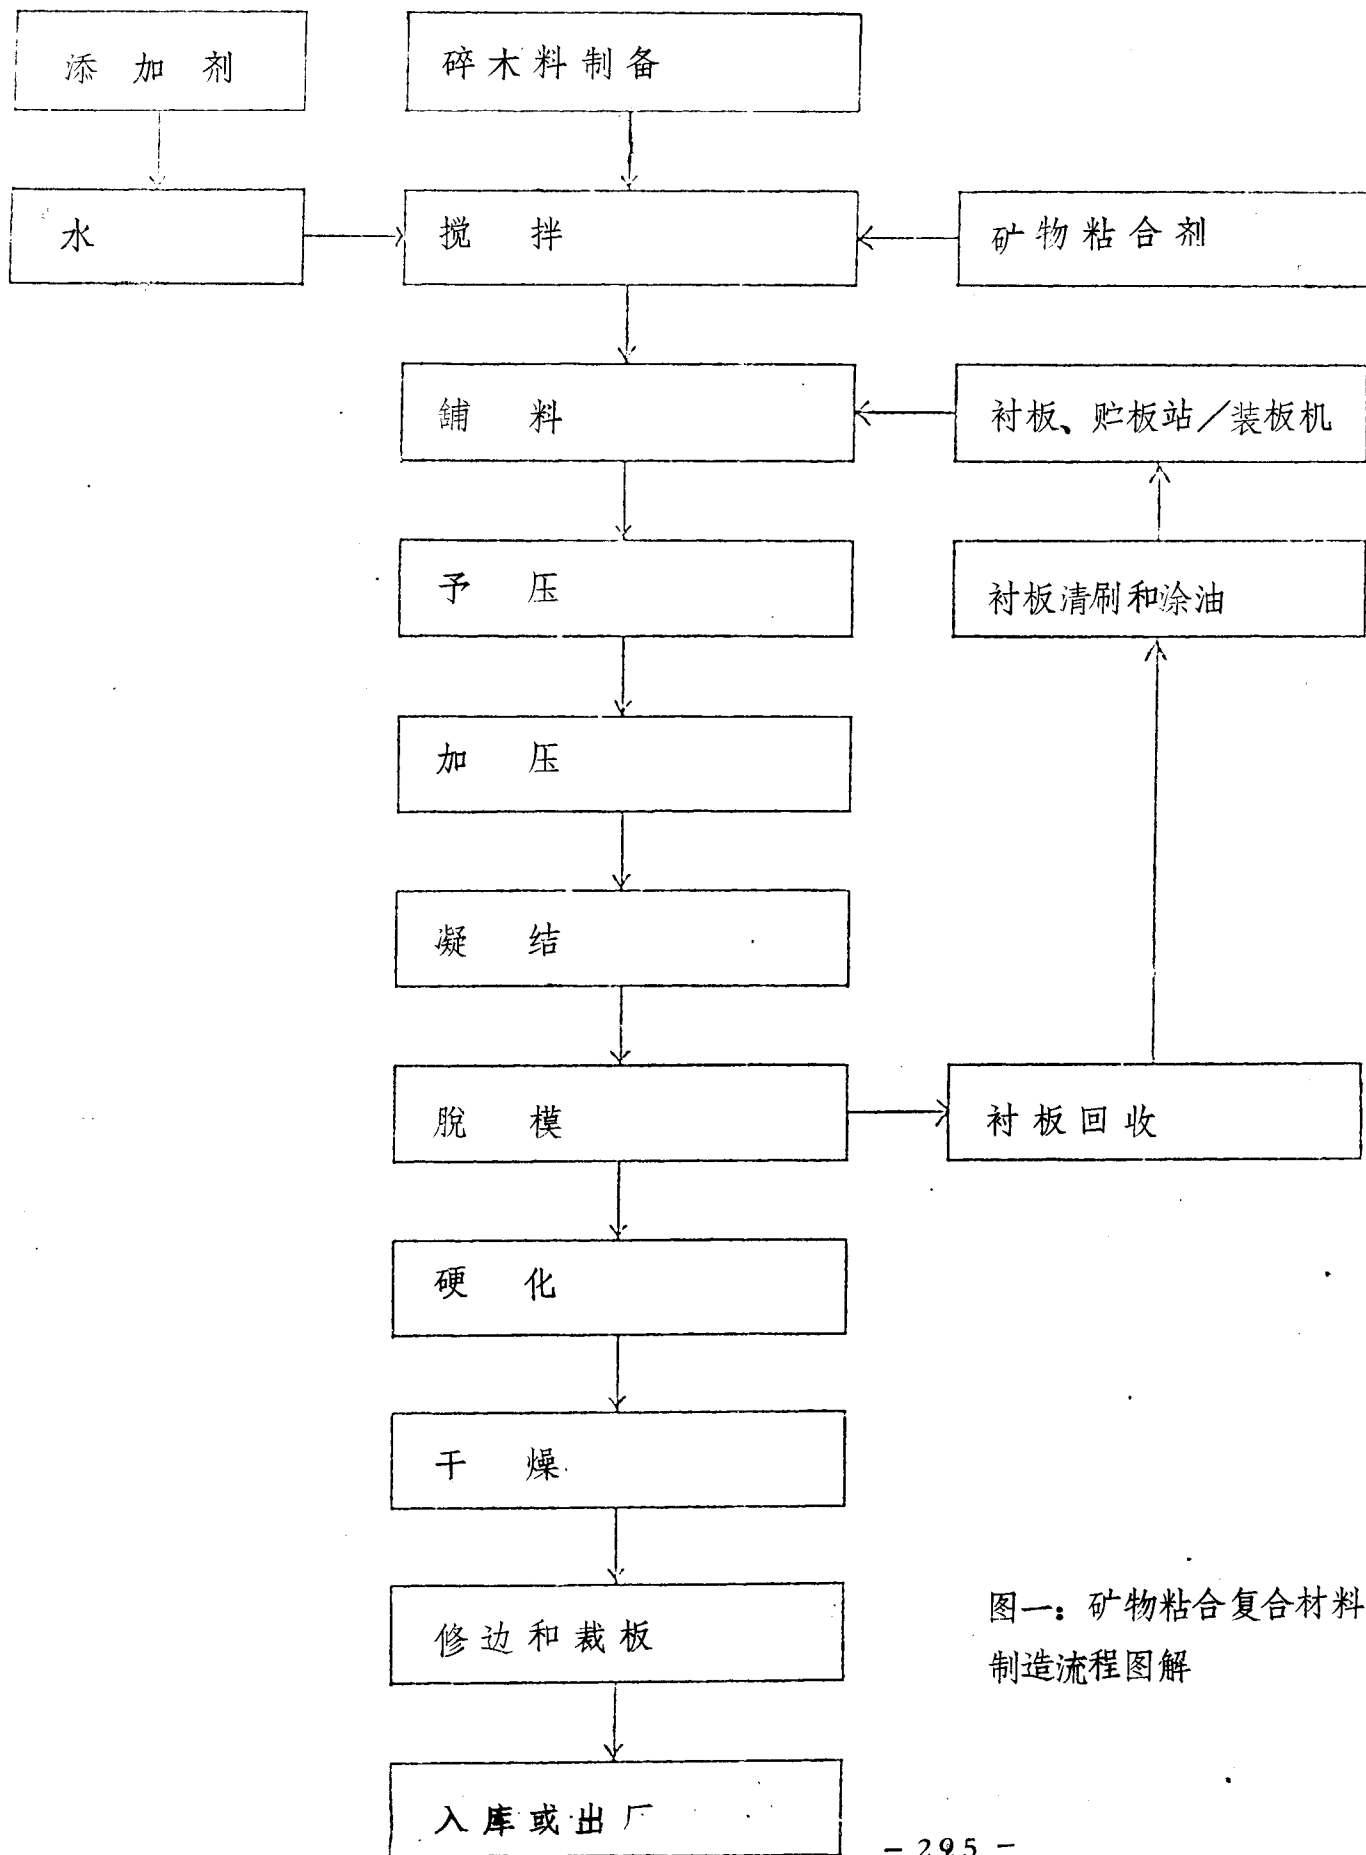 添加剂
碎木料制备
水
搅拌
矿物粘合剂
舖料
衬板、贮板站／装板机
予压
衬板清刷和涂油
加压
凝结
脱模
衬板回收
硬化
干燥
修边和裁板
图一：矿物粘合复合材料
制造流程图解
入库或出厂
－295－